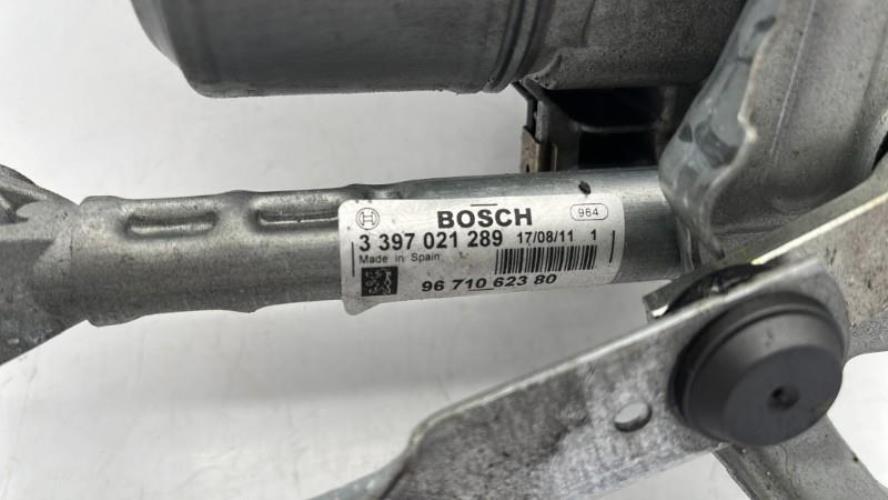 BOSCH 964
3 397 021 289 17/08/11 1
Made in Spain
96 710 623 80